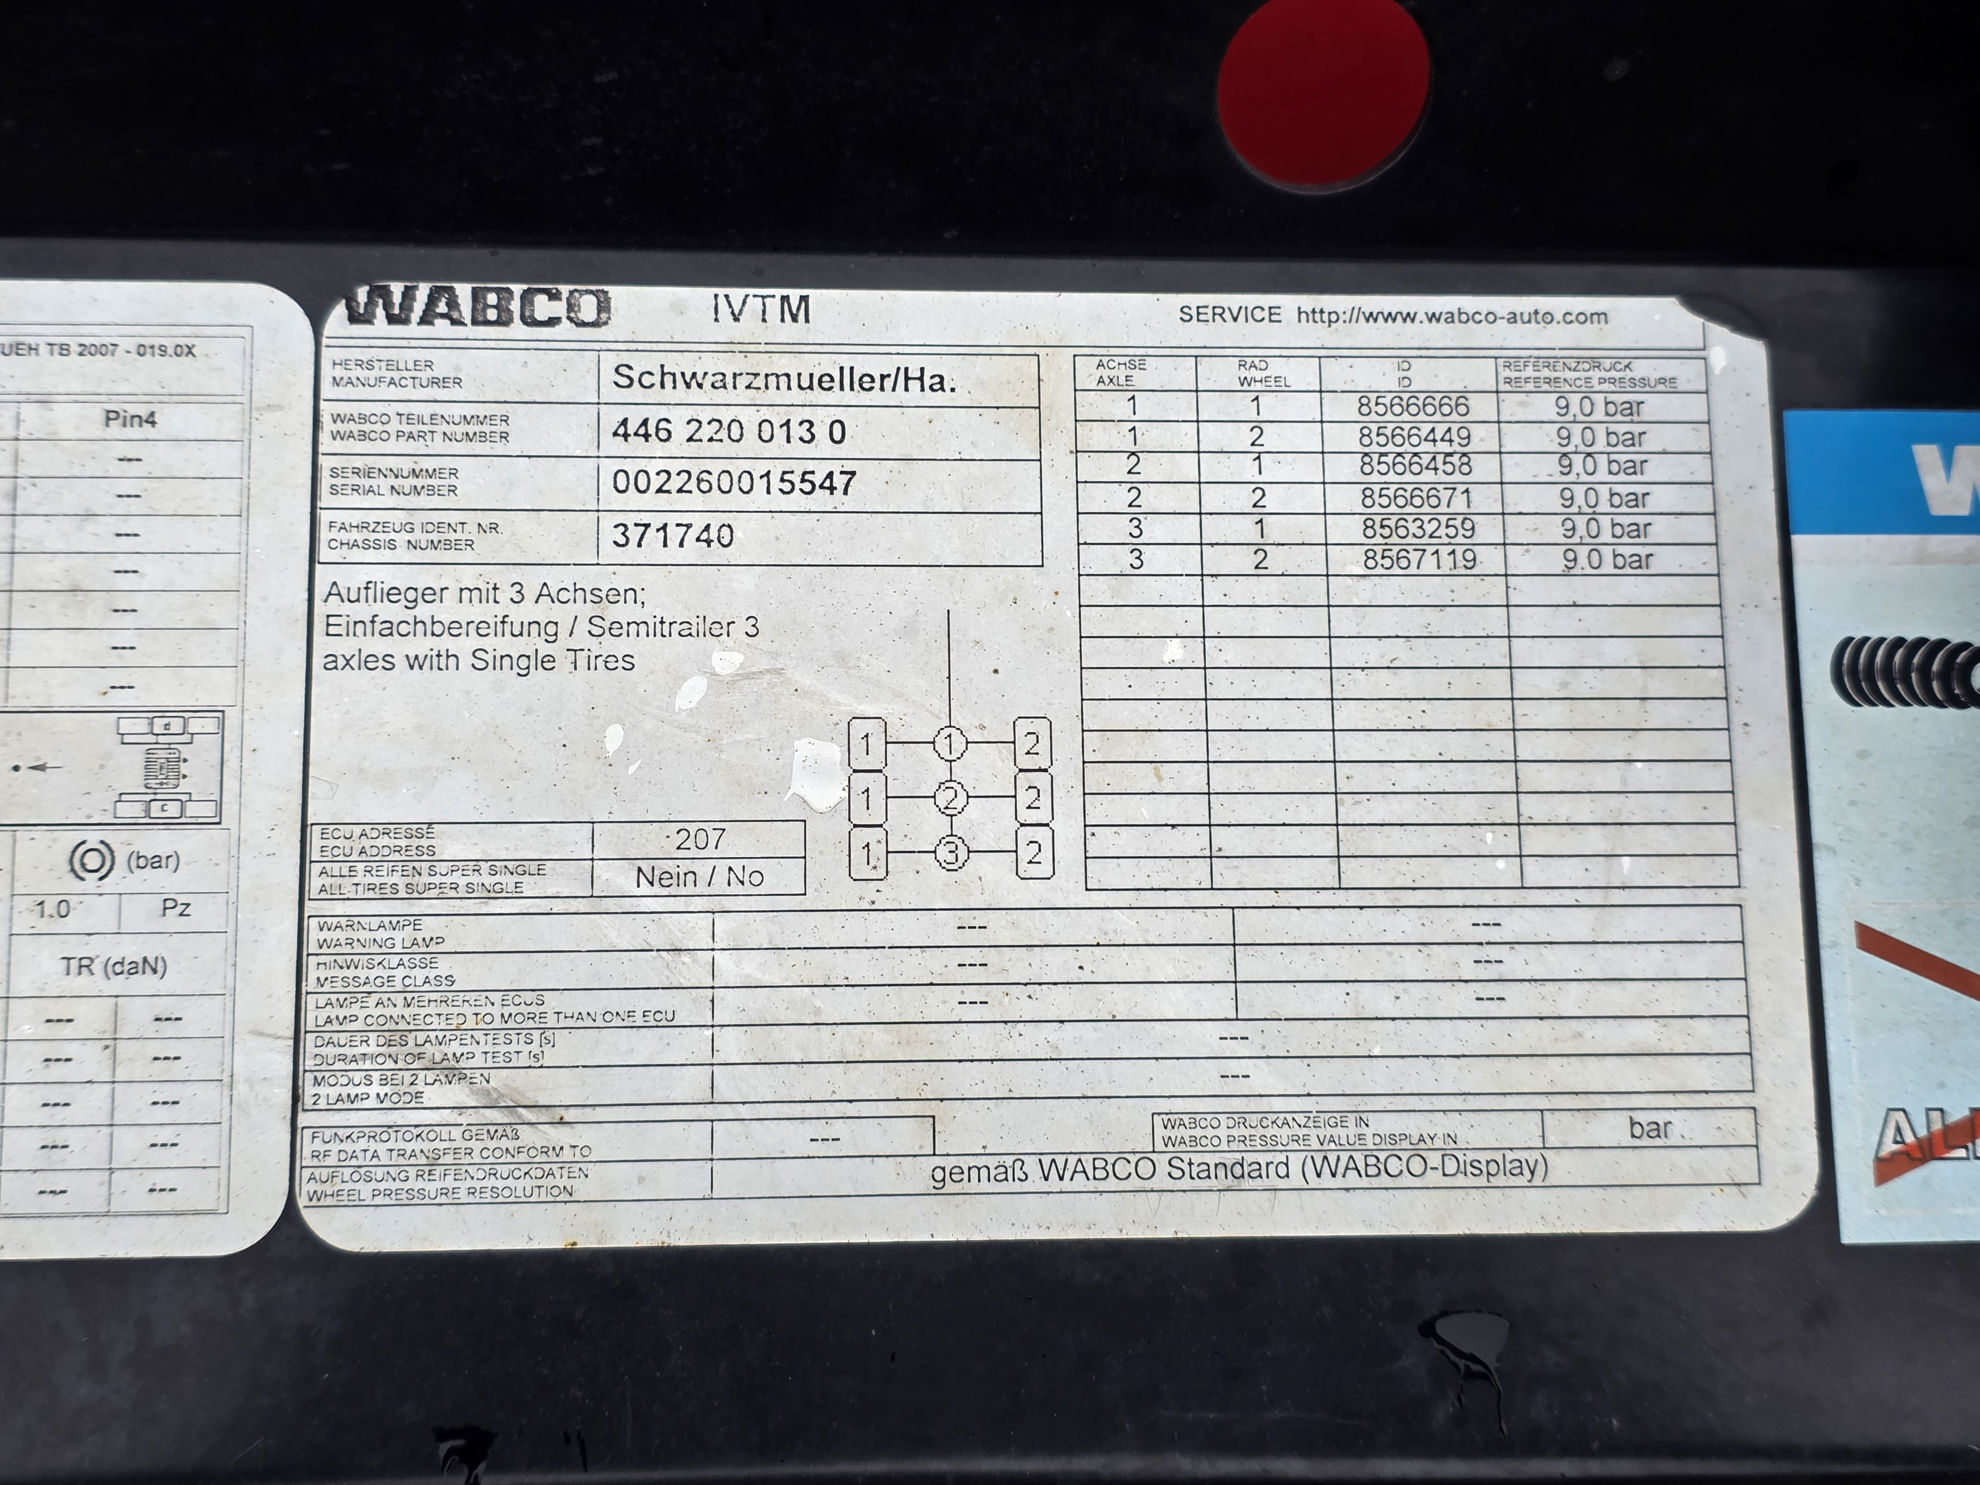 UEH TB 2007 - 019.0X
Pin4
---
---
---
---
---
---
---
d
c
(bar)
1.0 Pz
TR (daN)
--- ---
--- ---
--- ---
--- ---
--- ---
WABCO IVTM SERVICE http://www.wabco-auto.com
HERSTELLER
MANUFACTURER
Schwarzmueller/Ha.
WABCO TEILENUMMER
WABCO PART NUMBER
446 220 013 0
SERIENNUMMER
SERIAL NUMBER
002260015547
FAHRZEUG IDENT. NR.
CHASSIS NUMBER
371740
Auflieger mit 3 Achsen;
Einfachbereifung / Semitrailer 3
axles with Single Tires
1 1 2
1 2 2
1 3 2
ECU ADRESSE
ECU ADDRESS
207
ALLE REIFEN SUPER SINGLE
ALL TIRES SUPER SINGLE
Nein / No
ACHSE RAD ID REFERENZDRUCK
AXLE WHEEL ID REFERENCE PRESSURE
1 1 8566666 9,0 bar
1 2 8566449 9,0 bar
2 1 8566458 9,0 bar
2 2 8566671 9,0 bar
3 1 8563259 9,0 bar
3 2 8567119 9.0 bar
WARNLAMPE
WARNING LAMP
--- ---
HINWISKLASSE
MESSAGE CLASS
--- ---
LAMPE AN MEHREREN ECUS
LAMP CONNECTED TO MORE THAN ONE ECU
--- ---
DAUER DES LAMPENTESTS [s]
DURATION OF LAMP TEST [s]
---
MODUS BEI 2 LAMPEN
2 LAMP MODE
---
FUNKPROTOKOLL GEMÄß
RF DATA TRANSFER CONFORM TO
---
WABCO DRUCKANZEIGE IN
WABCO PRESSURE VALUE DISPLAY IN
bar
AUFLÖSUNG REIFENDRUCKDATEN
WHEEL PRESSURE RESOLUTION
gemäß WABCO Standard (WABCO-Display)